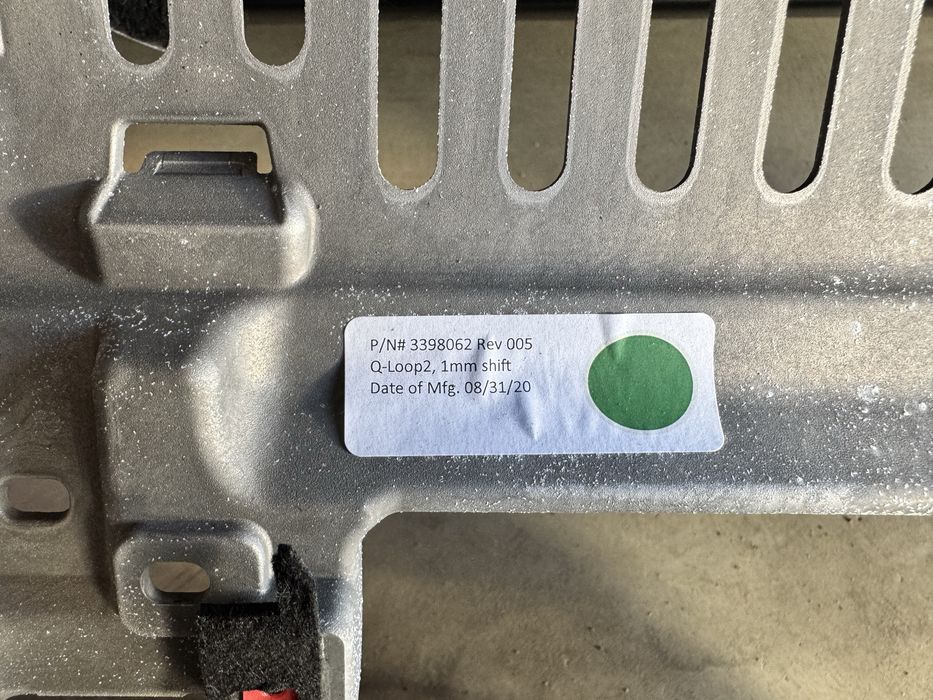 P/N# 3398062 Rev 005
Q-Loop2, 1mm shift
Date of Mfg. 08/31/20